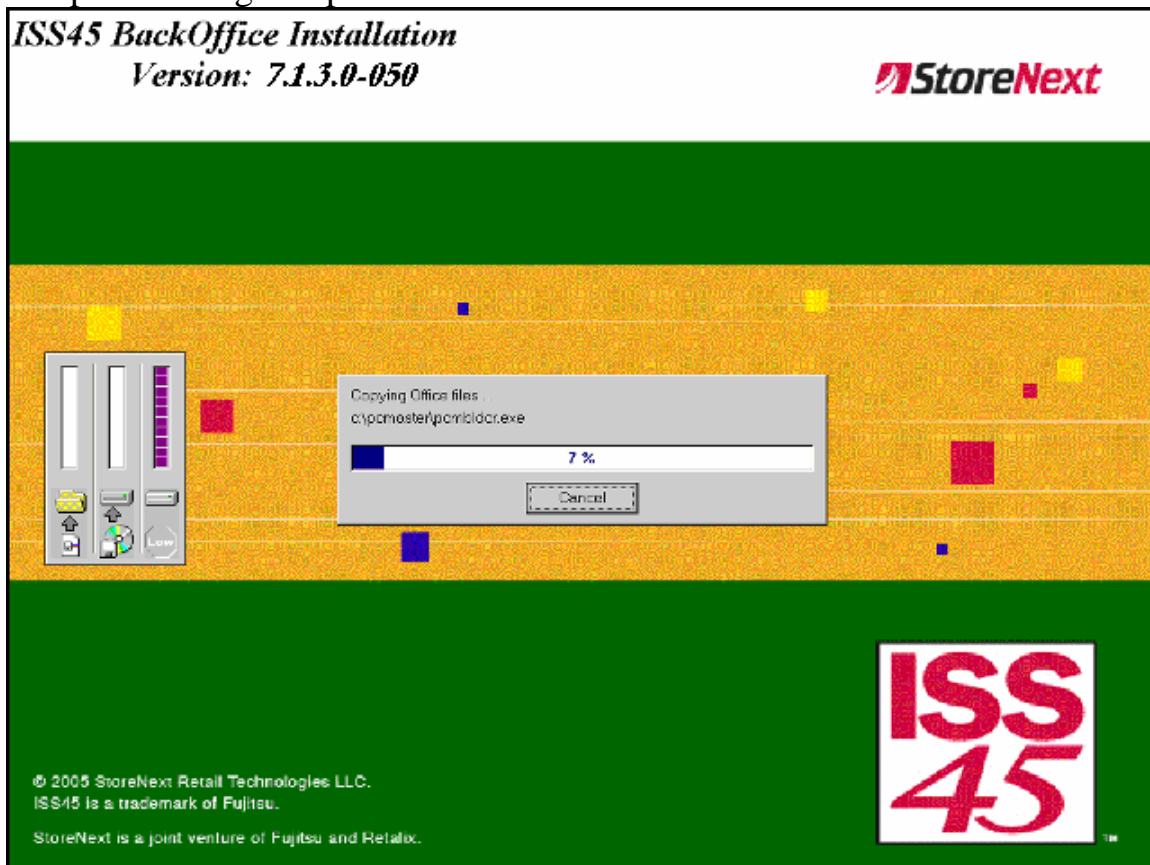 ISS45 BackOffice Installation
Version: 7.1.3.0-050
StoreNext
Copying Office files ...
c:\pcmaster\pcmbldcr.exe
7 %
Cancel
Low
ISS
45
TM
© 2005 StoreNext Retail Technologies LLC.
ISS45 is a trademark of Fujitsu.
StoreNext is a joint venture of Fujitsu and Retalix.